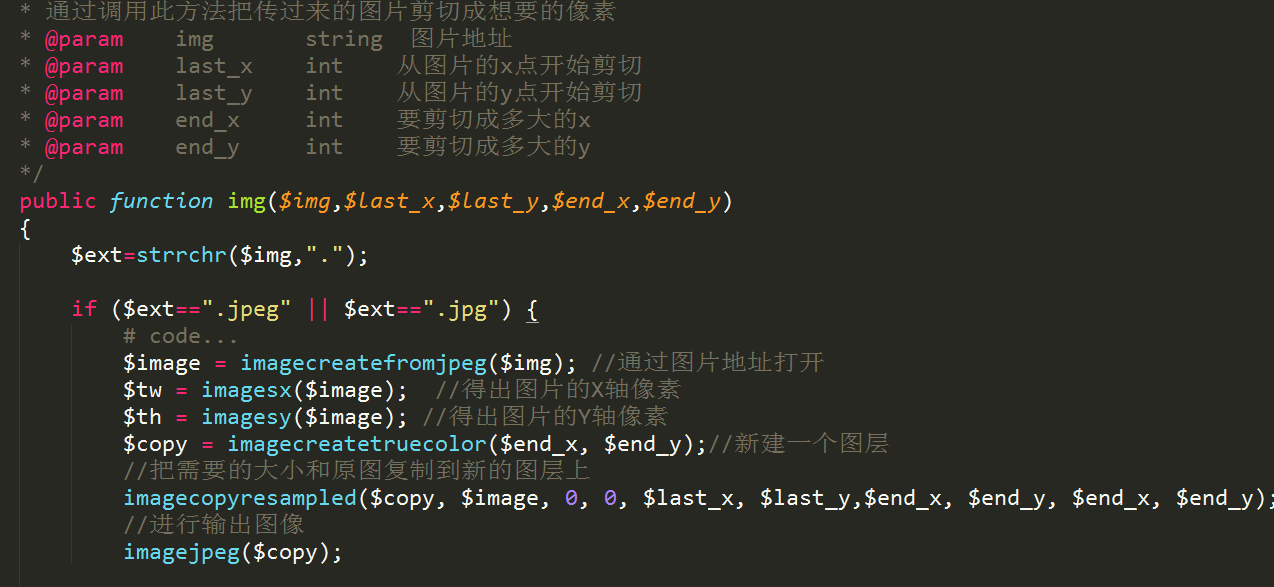 * 通过调用此方法把传过来的图片剪切成想要的像素
* @param    img       string  图片地址
* @param    last_x    int    从图片的x点开始剪切
* @param    last_y    int    从图片的y点开始剪切
* @param    end_x     int    要剪切成多大的x
* @param    end_y     int    要剪切成多大的y
*/
public function img($img,$last_x,$last_y,$end_x,$end_y)
{
    $ext=strrchr($img,".");
    if ($ext==".jpeg" || $ext==".jpg") {
        # code...
        $image = imagecreatefromjpeg($img); //通过图片地址打开
        $tw = imagesx($image);  //得出图片的X轴像素
        $th = imagesy($image); //得出图片的Y轴像素
        $copy = imagecreatetruecolor($end_x, $end_y);//新建一个图层
        //把需要的大小和原图复制到新的图层上
        imagecopyresampled($copy, $image, 0, 0, $last_x, $last_y,$end_x, $end_y, $end_x, $end_y);
        //进行输出图像
        imagejpeg($copy);